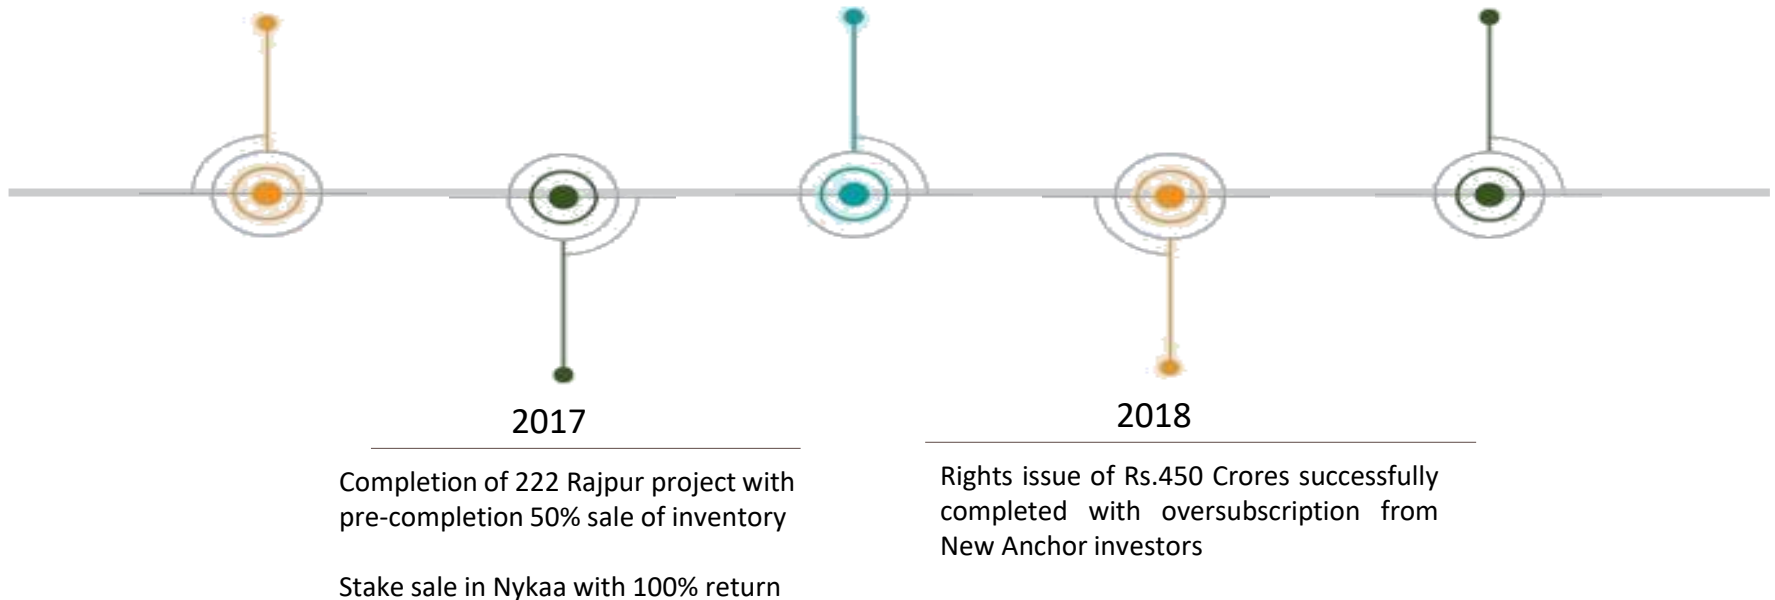 2017
Completion of 222 Rajpur project with
pre-completion 50% sale of inventory
Stake sale in Nykaa with 100% return
2018
Rights issue of Rs.450 Crores successfully
completed with oversubscription from
New Anchor investors